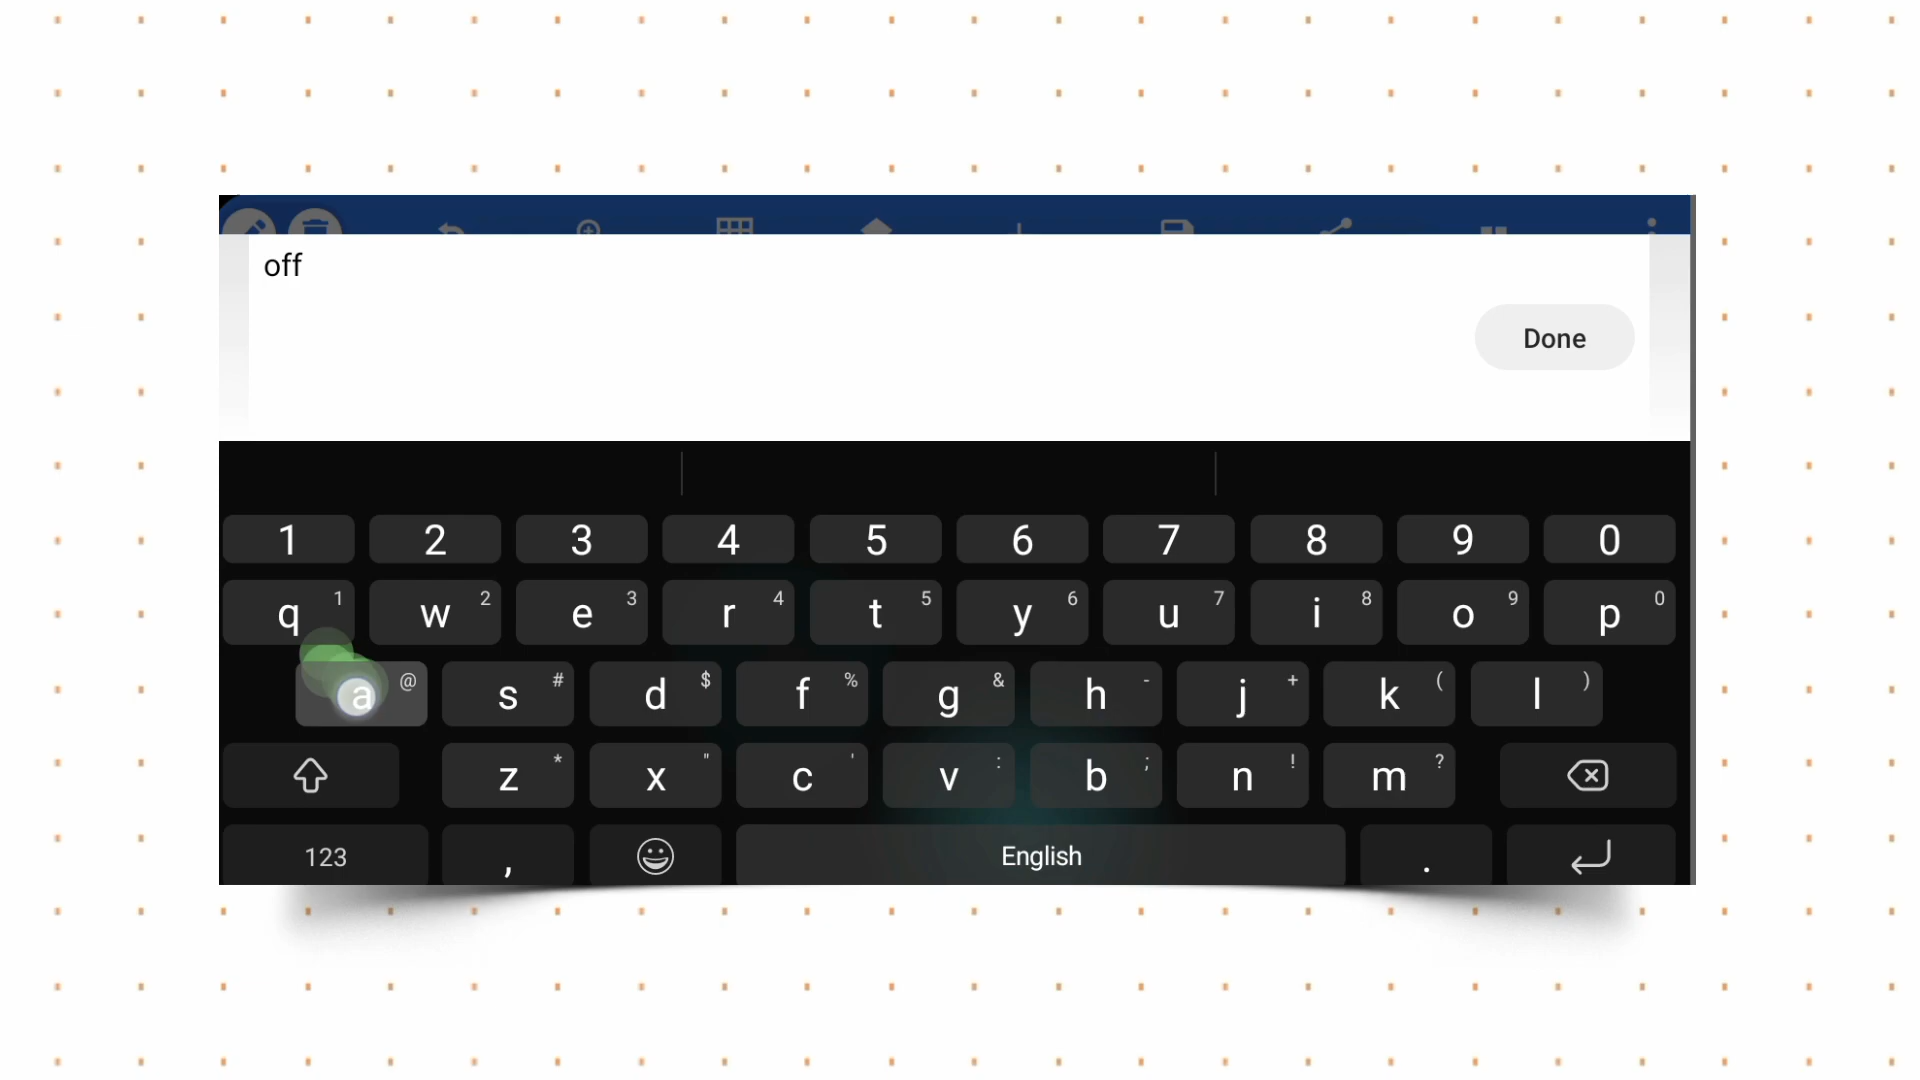 off
Done
1 2 3 4 5 6 7 8 9 0
q 1 w 2 e 3 r 4 t 5 y 6 u 7 i 8 o 9 p 0
a @ s # d $ f % g & h - j + k ( l )
z * x " c ' v : b ; n ! m ?
123 , English .